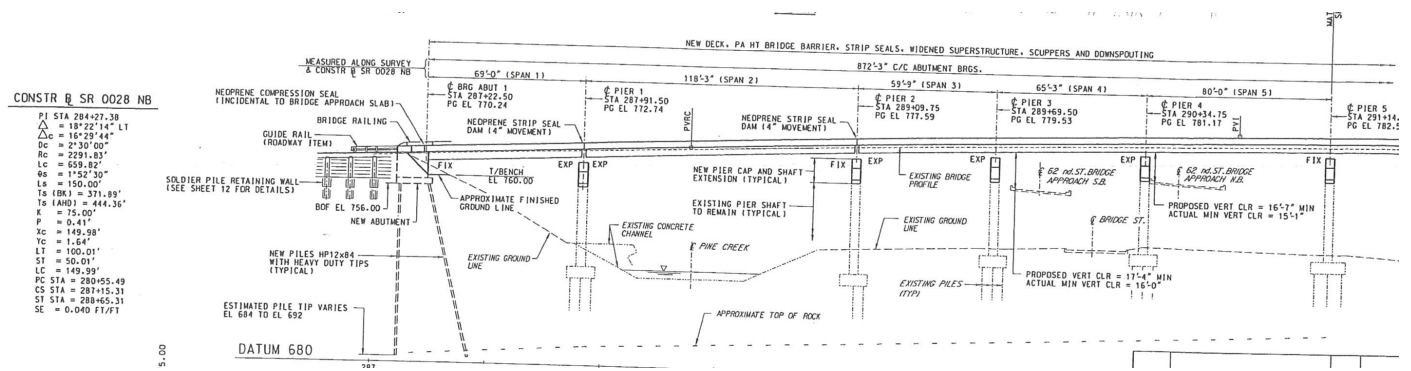 NEW DECK, PA HT BRIDGE BARRIER, STRIP SEALS, WIDENED SUPERSTRUCTURE, SCUPPERS AND DOWNSPOUTING
872'-3" C/C ABUTMENT BRGS.
MEASURED ALONG SURVEY
& CONSTR ℄ SR 0028 NB
69'-0" (SPAN 1)
118'-3" (SPAN 2)
59'-9" (SPAN 3)
65'-3" (SPAN 4)
80'-0" (SPAN 5)
CONSTR ℄ SR 0028 NB
PI STA 284+27.38
△ = 18°22'14" LT
△c = 16°29'44"
Dc = 2°30'00"
Rc = 2291.83'
Lc = 659.82'
θs = 1°52'30"
Ls = 150.00'
Ts (BK) = 371.89'
Ts (AHD) = 444.36'
K = 75.00'
P = 0.41'
Xc = 149.98'
Yc = 1.64'
LT = 100.01'
ST = 50.01'
LC = 149.99'
PC STA = 280+55.49
CS STA = 287+15.31
ST STA = 288+65.31
SE = 0.040 FT/FT
NEOPRENE COMPRESSION SEAL
(INCIDENTAL TO BRIDGE APPROACH SLAB)
BRIDGE RAILING
GUIDE RAIL
(ROADWAY ITEM)
SOLDIER PILE RETAINING WALL
(SEE SHEET 12 FOR DETAILS)
BOF EL 756.00
NEW ABUTMENT
℄ BRG ABUT 1
STA 287+22.50
PG EL 770.24
℄ PIER 1
STA 287+91.50
PG EL 772.74
℄ PIER 2
STA 289+09.75
PG EL 777.59
℄ PIER 3
STA 289+69.50
PG EL 779.53
℄ PIER 4
STA 290+34.75
PG EL 781.17
℄ PIER 5
STA 291+14.
PG EL 782.5
NEOPRENE STRIP SEAL
DAM (4" MOVEMENT)
NEOPRENE STRIP SEAL
DAM (4" MOVEMENT)
PVRC
PVI
FIX
EXP
EXP
FIX
EXP
EXP
FIX
FIX
T/BENCH
EL 760.00
APPROXIMATE FINISHED
GROUND LINE
NEW PIER CAP AND SHAFT
EXTENSION (TYPICAL)
EXISTING PIER SHAFT
TO REMAIN (TYPICAL)
EXISTING BRIDGE
PROFILE
℄ 62 nd.ST.BRIDGE
APPROACH S.B.
℄ 62 nd.ST.BRIDGE
APPROACH N.B.
PROPOSED VERT CLR = 16'-7" MIN
ACTUAL MIN VERT CLR = 15'-1"
℄ BRIDGE ST.
EXISTING CONCRETE
CHANNEL
℄ PINE CREEK
EXISTING GROUND
LINE
EXISTING GROUND
LINE
NEW PILES HP12x84
WITH HEAVY DUTY TIPS
(TYPICAL)
EXISTING PILES
(TYP)
PROPOSED VERT CLR = 17'-4" MIN
ACTUAL MIN VERT CLR = 16'-0"
ESTIMATED PILE TIP VARIES
EL 684 TO EL 692
APPROXIMATE TOP OF ROCK
DATUM 680
287
5.00